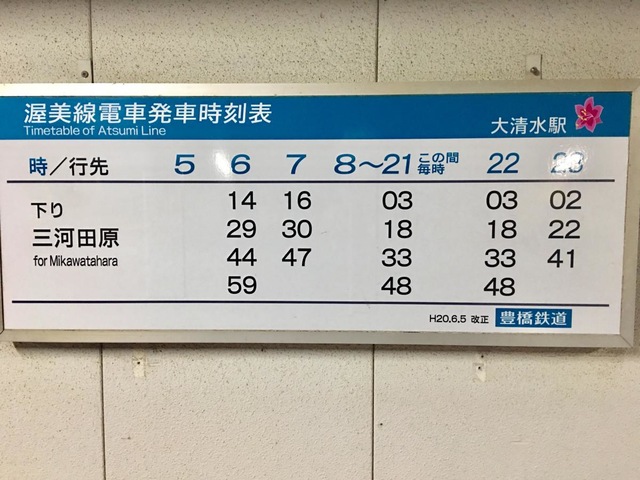 渥美線電車発車時刻表
Timetable of Atsumi Line
大清水駅
時／行先 5 6 7 8～21 この間毎時 22 23
下り 14 16 03 03 02
三河田原 29 30 18 18 22
for Mikawatahara 44 47 33 33 41
59 48 48
H20.6.5 改正 豊橋鉄道